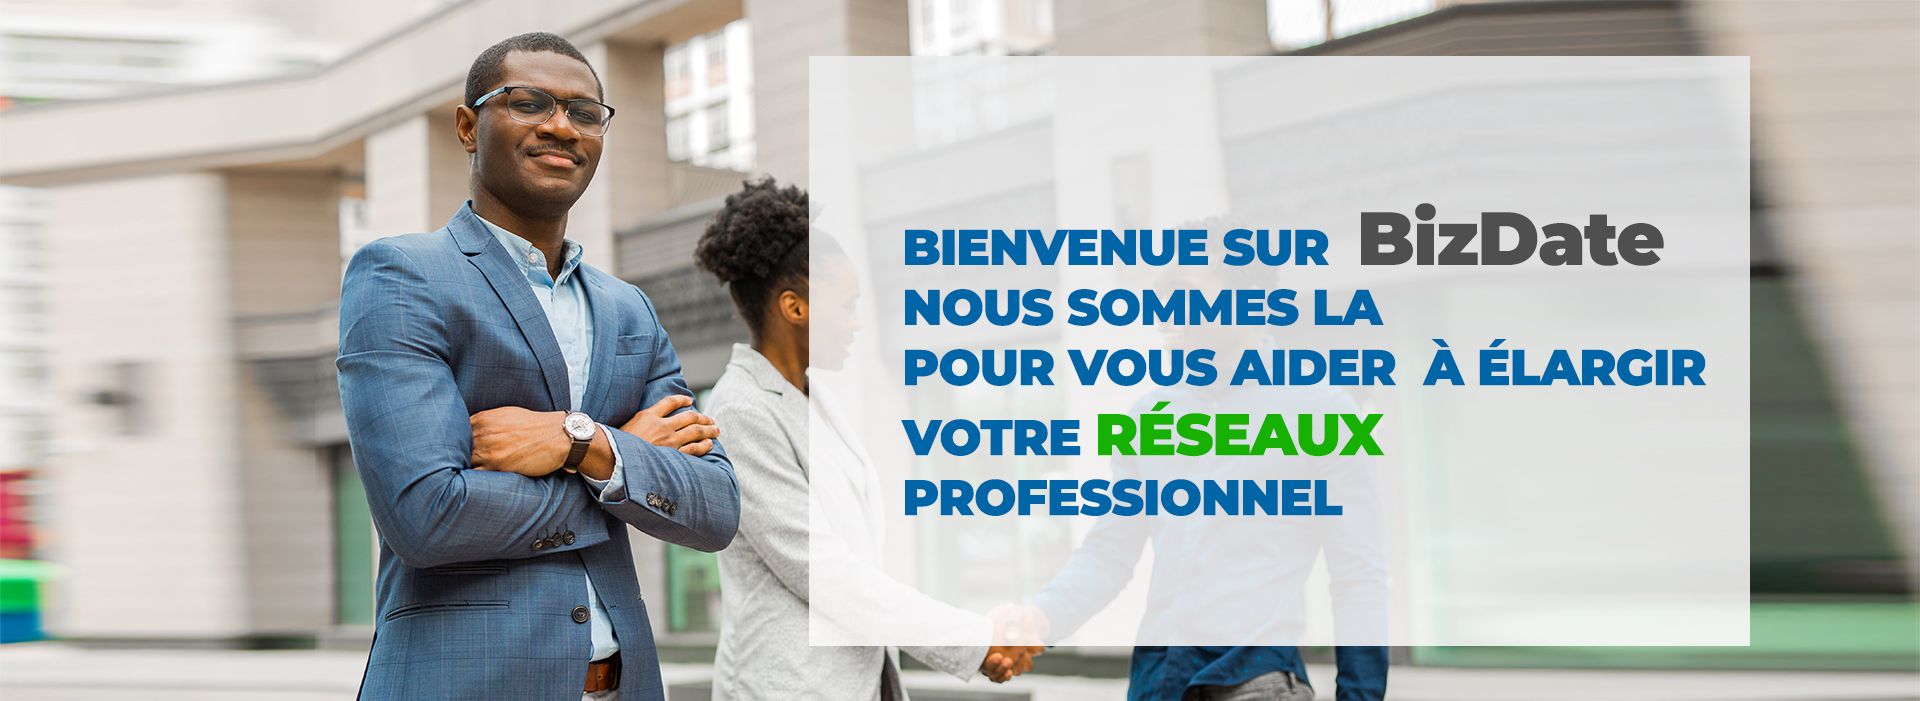 BIENVENUE SUR BizDate
NOUS SOMMES LA
POUR VOUS AIDER À ÉLARGIR
VOTRE RÉSEAUX
PROFESSIONNEL